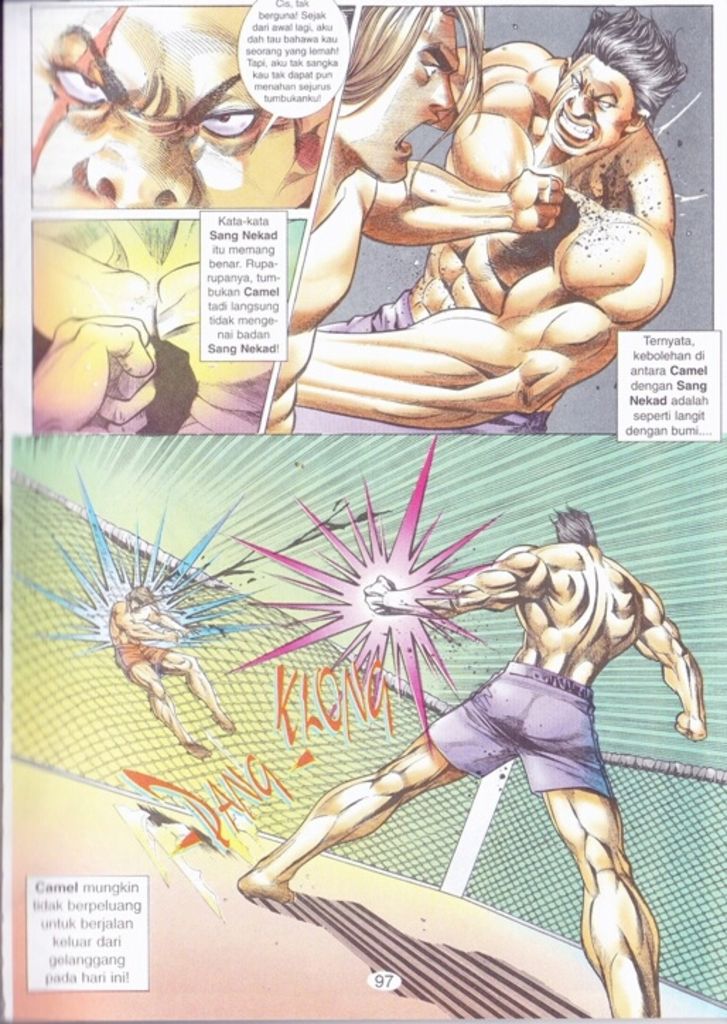 Cis, tak
berguna! Sejak
dari awal lagi, aku
dah tau bahawa kau
seorang yang lemah!
Tapi, aku tak sangka
kau tak dapat pun
menahan sejurus
tumbukanku!
Kata-kata
Sang Nekad
itu memang
benar. Rupa-
rupanya, tum-
bukan Camel
tadi langsung
tidak menge-
nai badan
Sang Nekad!
Ternyata,
kebolehan di
antara Camel
dengan Sang
Nekad adalah
seperti langit
dengan bumi....
KLONG
DANG
Camel mungkin
tidak berpeluang
untuk berjalan
keluar dari
gelanggang
pada hari ini!
97